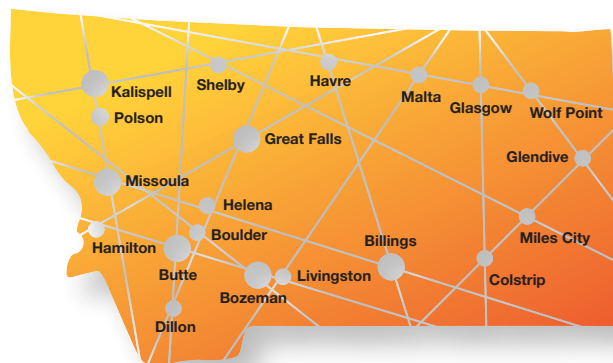 Kalispell
Shelby
Havre
Malta
Glasgow
Wolf Point
Polson
Great Falls
Glendive
Missoula
Helena
Hamilton
Boulder
Billings
Miles City
Butte
Bozeman
Livingston
Colstrip
Dillon